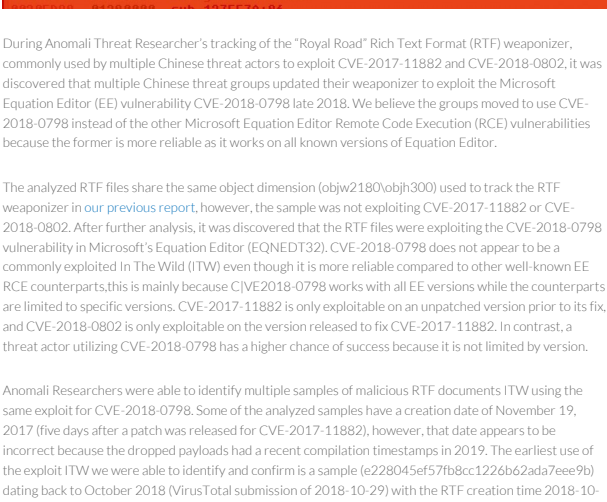 During Anomali Threat Researcher's tracking of the "Royal Road" Rich Text Format (RTF) weaponizer,
commonly used by multiple Chinese threat actors to exploit CVE-2017-11882 and CVE-2018-0802, it was
discovered that multiple Chinese threat groups updated their weaponizer to exploit the Microsoft
Equation Editor (EE) vulnerability CVE-2018-0798 late 2018. We believe the groups moved to use CVE-
2018-0798 instead of the other Microsoft Equation Editor Remote Code Execution (RCE) vulnerabilities
because the former is more reliable as it works on all known versions of Equation Editor.
The analyzed RTF files share the same object dimension (objw2180\objh300) used to track the RTF
weaponizer in our previous report, however, the sample was not exploiting CVE-2017-11882 or CVE-
2018-0802. After further analysis, it was discovered that the RTF files were exploiting the CVE-2018-0798
vulnerability in Microsoft's Equation Editor (EQNEDT32). CVE-2018-0798 does not appear to be a
commonly exploited In The Wild (ITW) even though it is more reliable compared to other well-known EE
RCE counterparts,this is mainly because C|VE2018-0798 works with all EE versions while the counterparts
are limited to specific versions. CVE-2017-11882 is only exploitable on an unpatched version prior to its fix,
and CVE-2018-0802 is only exploitable on the version released to fix CVE-2017-11882. In contrast, a
threat actor utilizing CVE-2018-0798 has a higher chance of success because it is not limited by version.
Anomali Researchers were able to identify multiple samples of malicious RTF documents ITW using the
same exploit for CVE-2018-0798. Some of the analyzed samples have a creation date of November 19,
2017 (five days after a patch was released for CVE-2017-11882), however, that date appears to be
incorrect because the dropped payloads had a recent compilation timestamps in 2019. The earliest use of
the exploit ITW we were able to identify and confirm is a sample (e228045ef57fb8cc1226b62ada7eee9b)
dating back to October 2018 (VirusTotal submission of 2018-10-29) with the RTF creation time 2018-10-